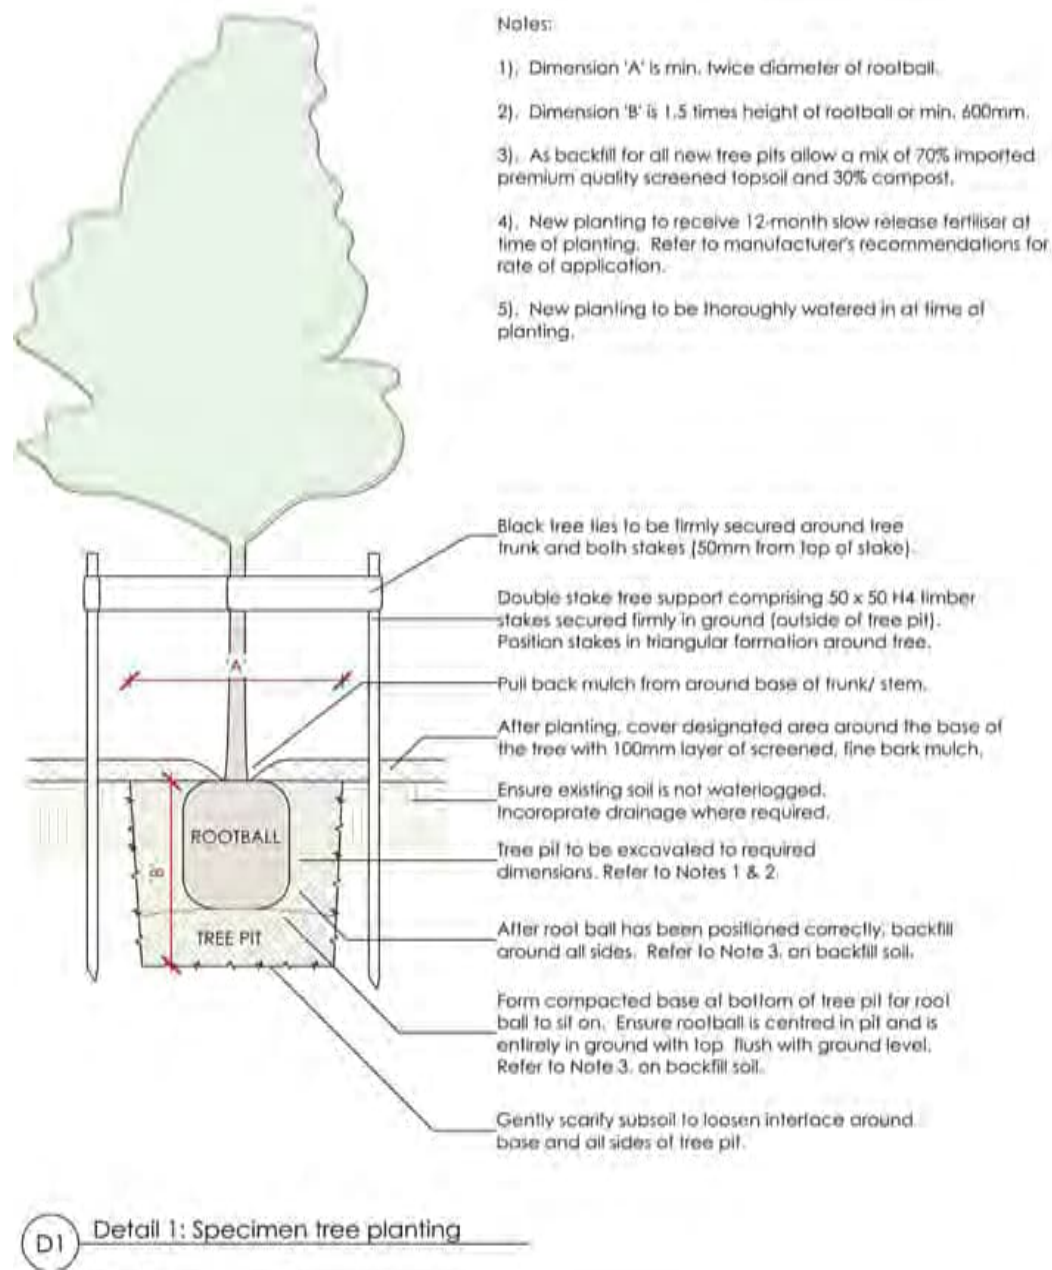 Notes:
1). Dimension 'A' is min. twice diameter of rootball.
2). Dimension 'B' is 1.5 times height of rootball or min. 600mm.
3). As backfill for all new tree pits allow a mix of 70% imported
premium quality screened topsoil and 30% compost.
4). New planting to receive 12-month slow release fertiliser at
time of planting. Refer to manufacturer's recommendations for
rate of application.
5). New planting to be thoroughly watered in at time of
planting.
Black tree ties to be firmly secured around tree
trunk and both stakes (50mm from top of stake).
Double stake tree support comprising 50 x 50 H4 timber
stakes secured firmly in ground (outside of tree pit).
Position stakes in triangular formation around tree.
'A'
Pull back mulch from around base of trunk/ stem.
After planting, cover designated area around the base of
the tree with 100mm layer of screened, fine bark mulch.
Ensure existing soil is not waterlogged.
Incoroprate drainage where required.
ROOTBALL
'B'
Tree pit to be excavated to required
dimensions. Refer to Notes 1 & 2.
TREE PIT
After root ball has been positioned correctly, backfill
around all sides. Refer to Note 3. on backfill soil.
Form compacted base at bottom of tree pit for root
ball to sit on. Ensure rootball is centred in pit and is
entirely in ground with top flush with ground level.
Refer to Note 3. on backfill soil.
Gently scarify subsoil to loosen interface around
base and all sides of tree pit.
D1
Detail 1: Specimen tree planting